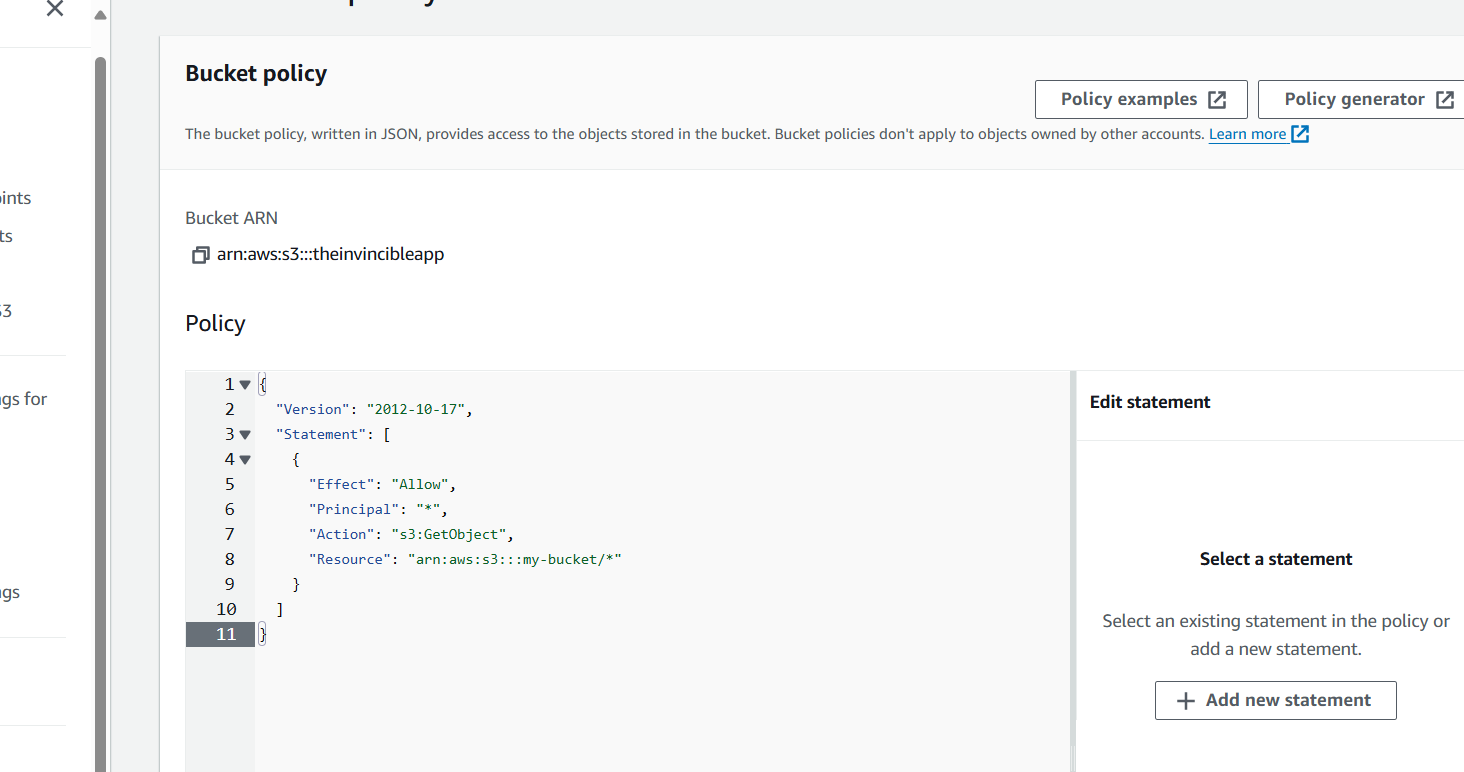 Bucket policy
Policy examples
Policy generator
The bucket policy, written in JSON, provides access to the objects stored in the bucket. Bucket policies don't apply to objects owned by other accounts. Learn more
ints
ts
Bucket ARN
arn:aws:s3:::theinvincibleapp
S3
Policy
gs for
1 {
2 "Version": "2012-10-17",
3 "Statement": [
4 {
5 "Effect": "Allow",
6 "Principal": "*",
7 "Action": "s3:GetObject",
8 "Resource": "arn:aws:s3:::my-bucket/*"
9 }
10 ]
11 }
Edit statement
Select a statement
gs
Select an existing statement in the policy or
add a new statement.
+ Add new statement